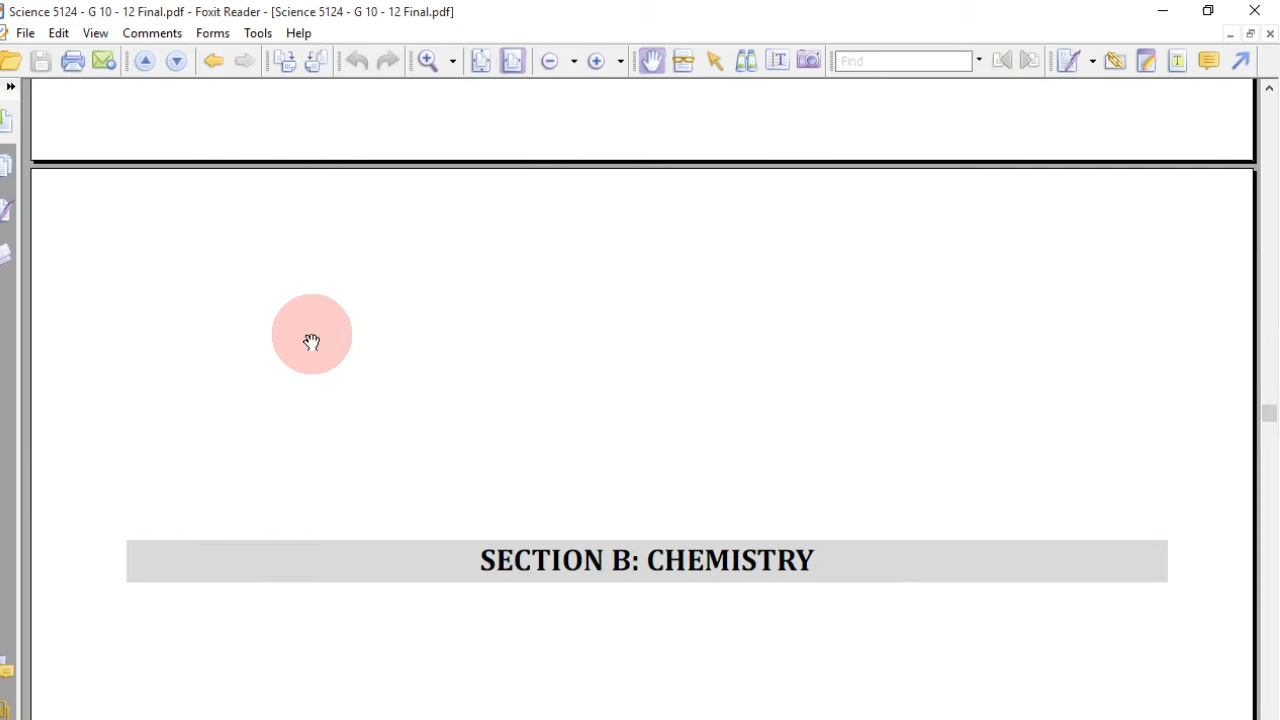 Science 5124 - G 10 - 12 Final.pdf - Foxit Reader - [Science 5124 - G 10 - 12 Final.pdf]
File Edit View Comments Forms Tools Help
Find
SECTION B: CHEMISTRY